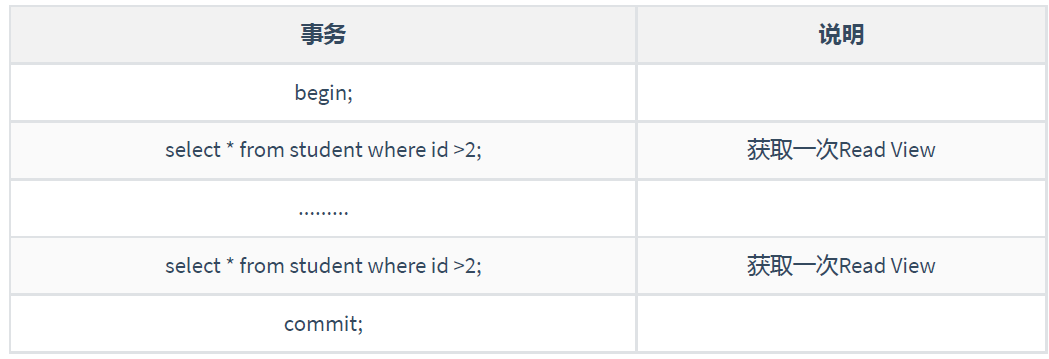 事务 说明
begin;
select * from student where id >2; 获取一次Read View
.........
select * from student where id >2; 获取一次Read View
commit;